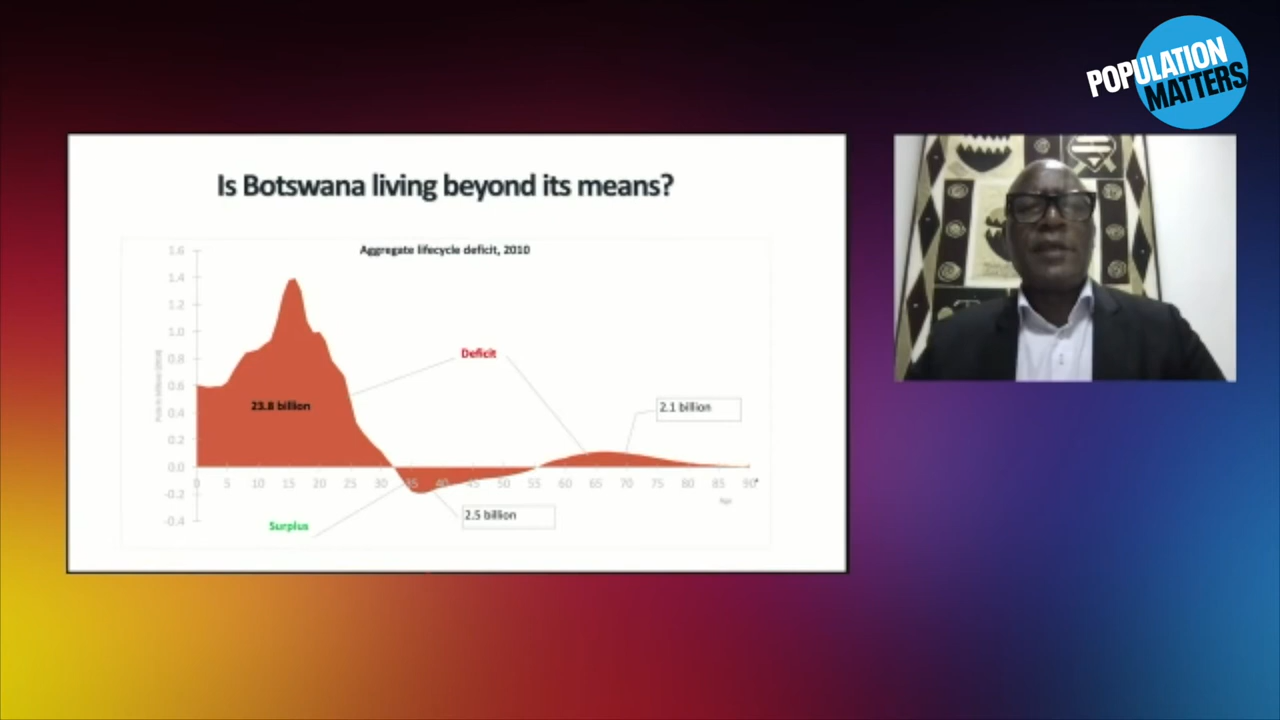 POPULATION
MATTERS
Is Botswana living beyond its means?
Aggregate lifecycle deficit, 2010
1.6
1.4
1.2
1.0
0.8
0.6
0.4
0.2
0.0
-0.2
-0.4
Deficit
23.8 billion
2.1 billion
0 5 10 15 20 25 30 35 40 45 50 55 60 65 70 75 80 85 90+
Age
2.5 billion
Surplus